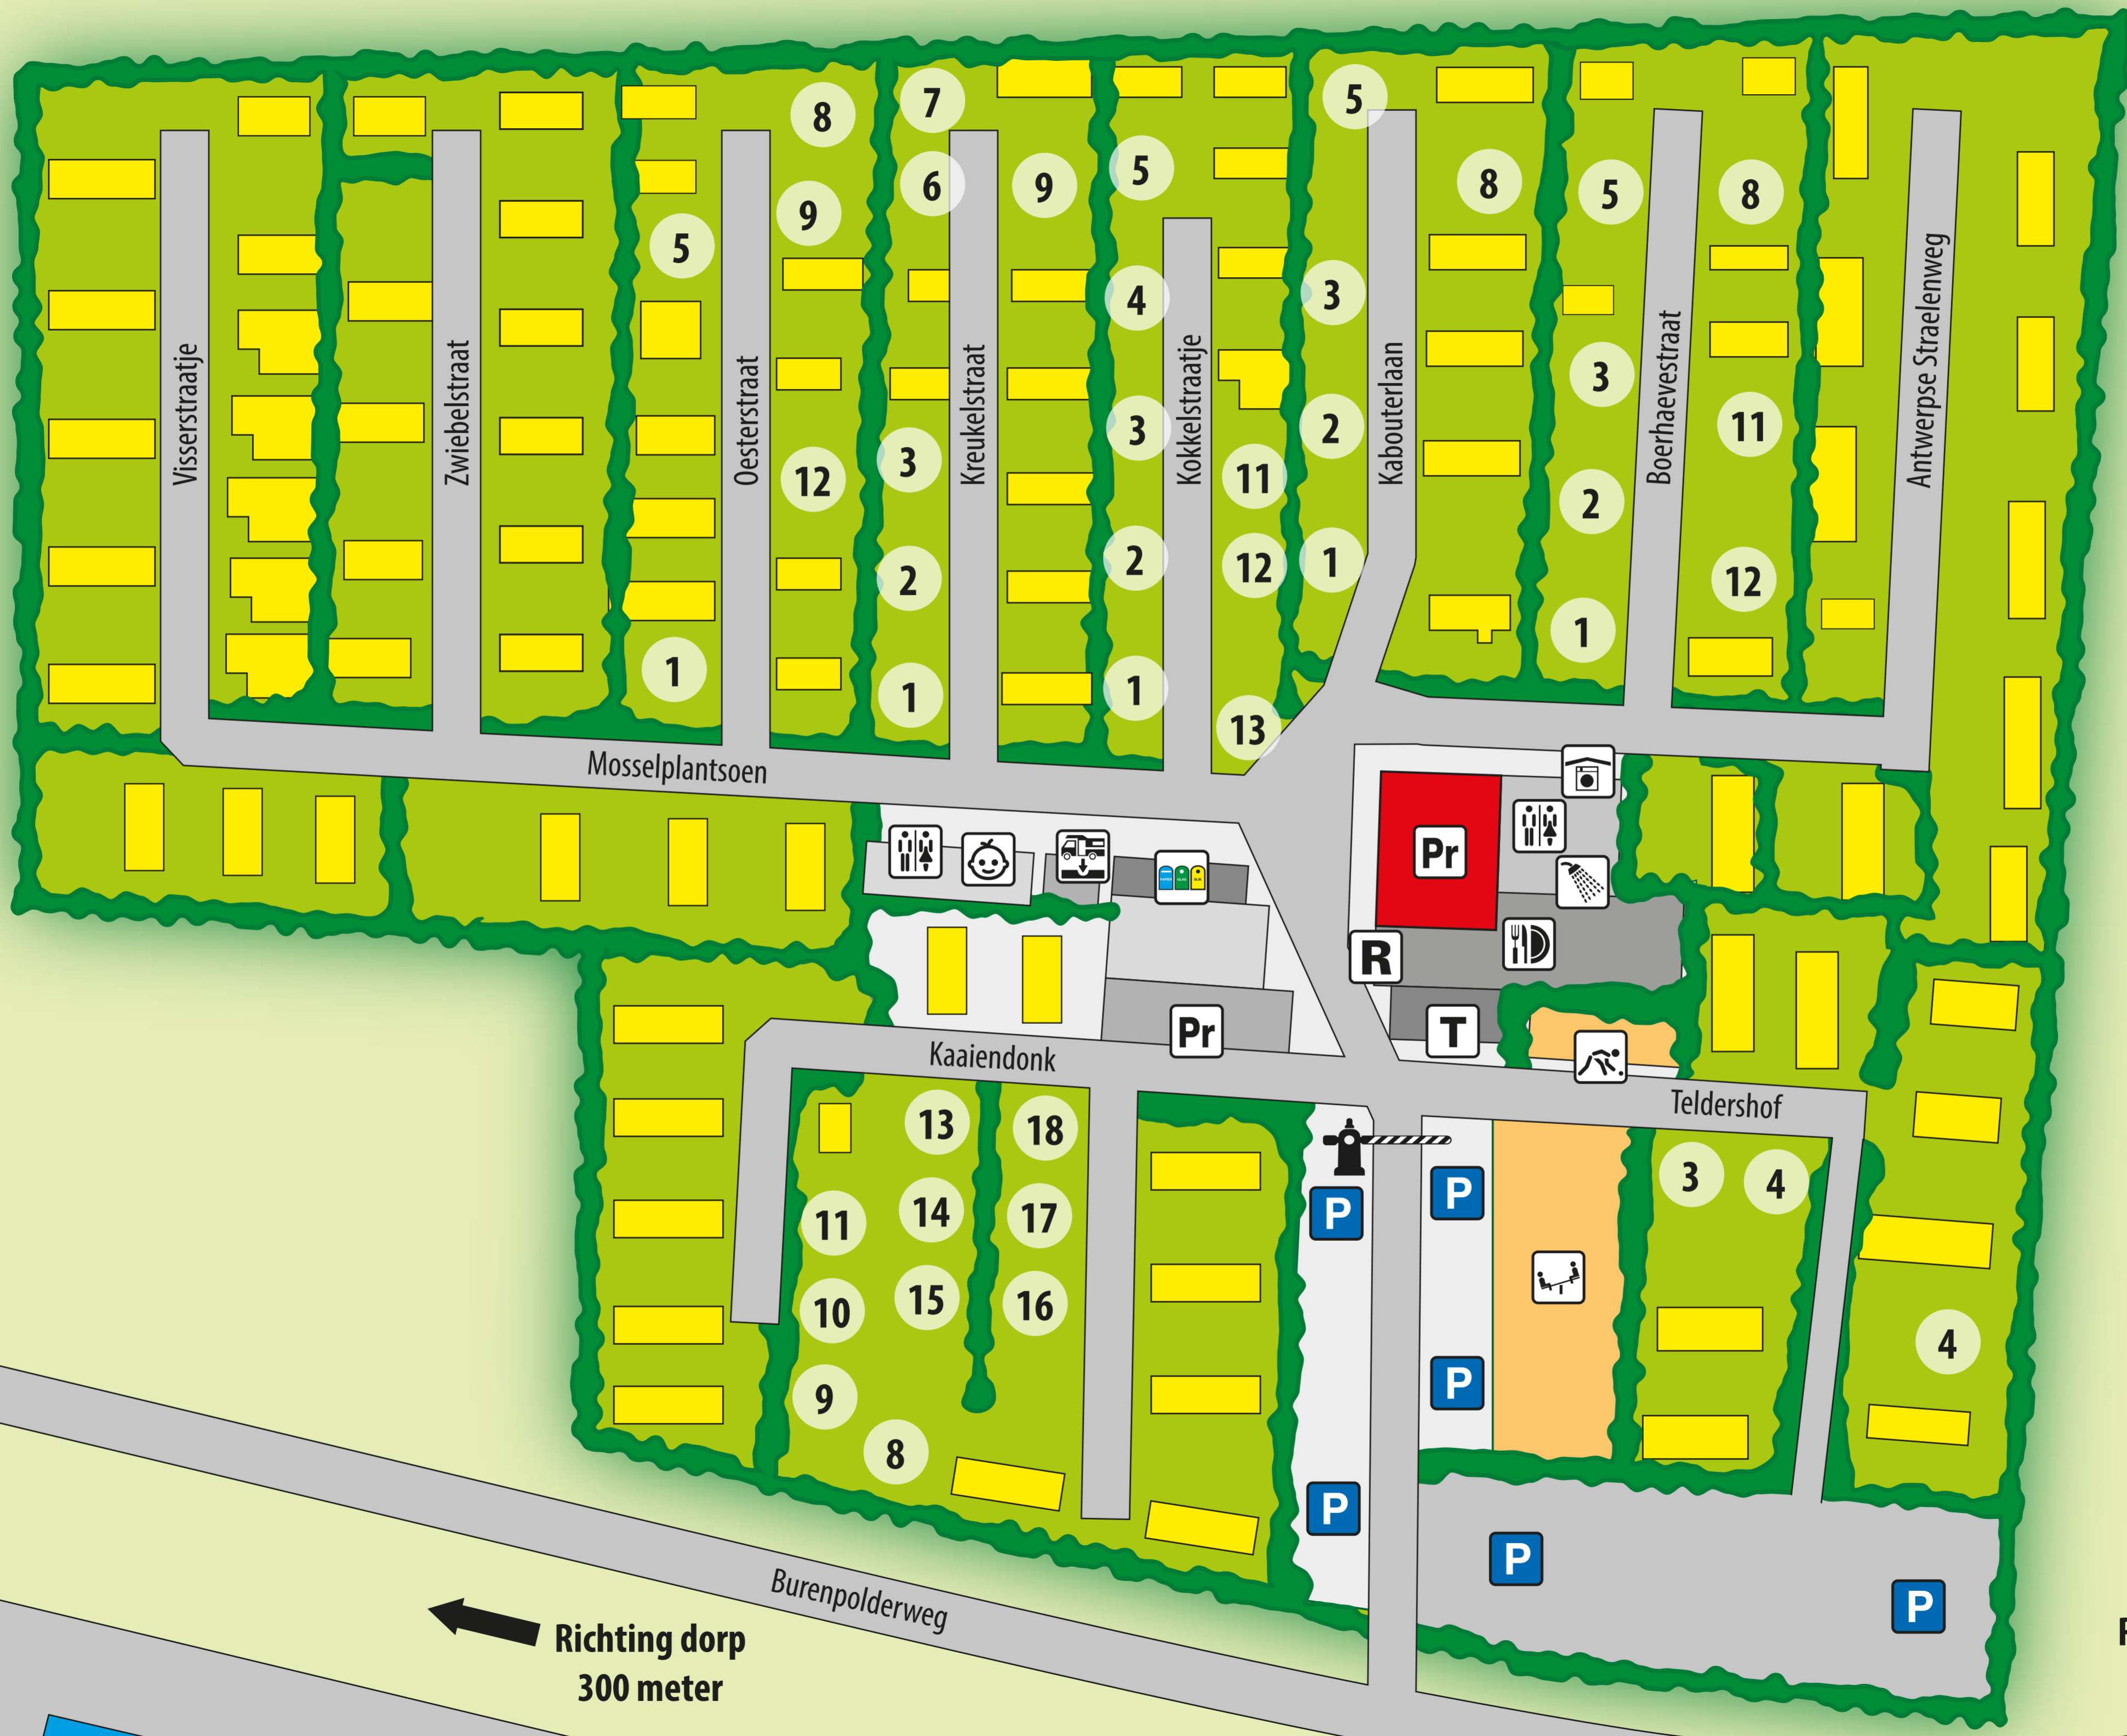 8
7
5
6
9
5
8
5
8
9
5
4
3
3
11
3
2
12
3
11
2
2
12
1
2
12
1
1
1
1
1
13
Visserstraatje
Zwiebelstraat
Oesterstraat
Kreukelstraat
Kokkelstraatje
Kabouterlaan
Boerhaevestraat
Antwerpse Straelenweg
Mosselplantsoen
Pr
R
Pr
T
Kaaiendonk
Teldershof
13
18
3
4
11
14
17
10
15
16
9
8
4
P
P
P
P
P
P
Burenpolderweg
Richting dorp
300 meter